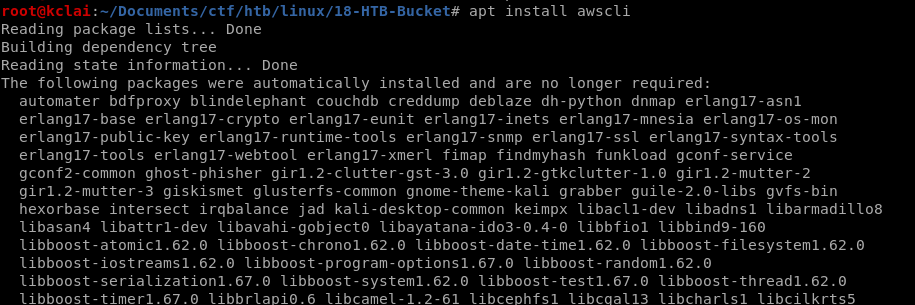 root@kclai:~/Documents/ctf/htb/linux/18-HTB-Bucket# apt install awscli
Reading package lists... Done
Building dependency tree
Reading state information... Done
The following packages were automatically installed and are no longer required:
  automater bdfproxy blindelephant couchdb creddump deblaze dh-python dnmap erlang17-asn1
  erlang17-base erlang17-crypto erlang17-eunit erlang17-inets erlang17-mnesia erlang17-os-mon
  erlang17-public-key erlang17-runtime-tools erlang17-snmp erlang17-ssl erlang17-syntax-tools
  erlang17-tools erlang17-webtool erlang17-xmerl fimap findmyhash funkload gconf-service
  gconf2-common ghost-phisher gir1.2-clutter-gst-3.0 gir1.2-gtkclutter-1.0 gir1.2-mutter-2
  gir1.2-mutter-3 giskismet glusterfs-common gnome-theme-kali grabber guile-2.0-libs gvfs-bin
  hexorbase intersect irqbalance jad kali-desktop-common keimpx libacl1-dev libadns1 libarmadillo8
  libasan4 libattr1-dev libavahi-gobject0 libayatana-ido3-0.4-0 libbfio1 libbind9-160
  libboost-atomic1.62.0 libboost-chrono1.62.0 libboost-date-time1.62.0 libboost-filesystem1.62.0
  libboost-iostreams1.62.0 libboost-program-options1.67.0 libboost-random1.62.0
  libboost-serialization1.67.0 libboost-system1.62.0 libboost-test1.67.0 libboost-thread1.62.0
  libboost-timer1.67.0 libbrlapi0.6 libcamel-1.2-61 libcephfs1 libcgal13 libcharls1 libcilkrts5